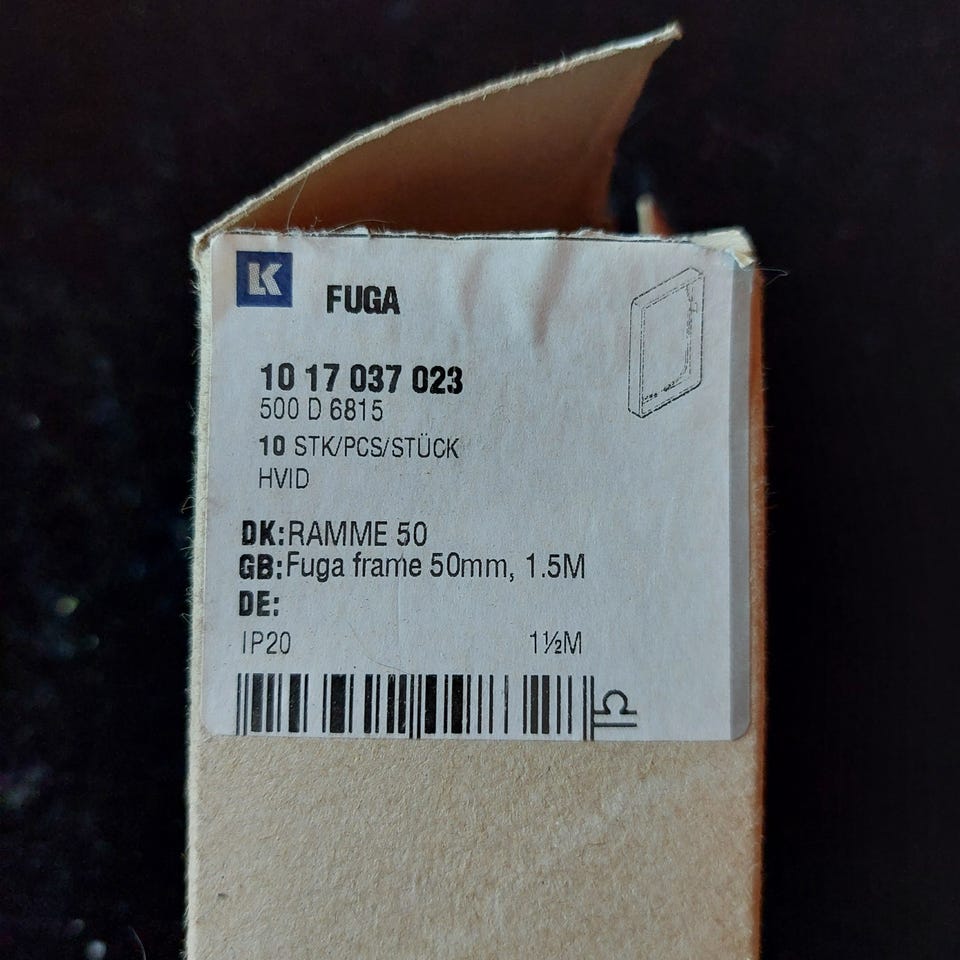 LK
FUGA
10 17 037 023
500 D 6815
10 STK/PCS/STÜCK
HVID
DK:RAMME 50
GB:Fuga frame 50mm, 1.5M
DE:
IP20 1½M